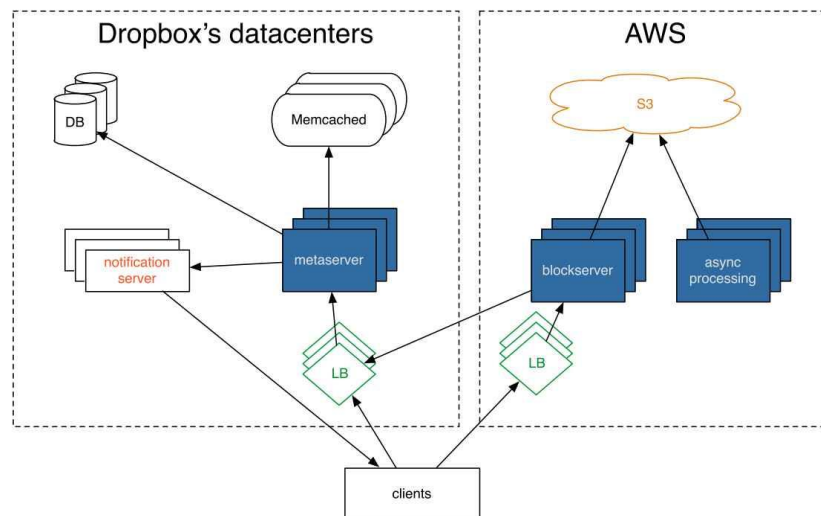 Dropbox's datacenters
AWS
DB
Memcached
S3
notification
server
metaserver
blockserver
async
processing
LB
LB
clients